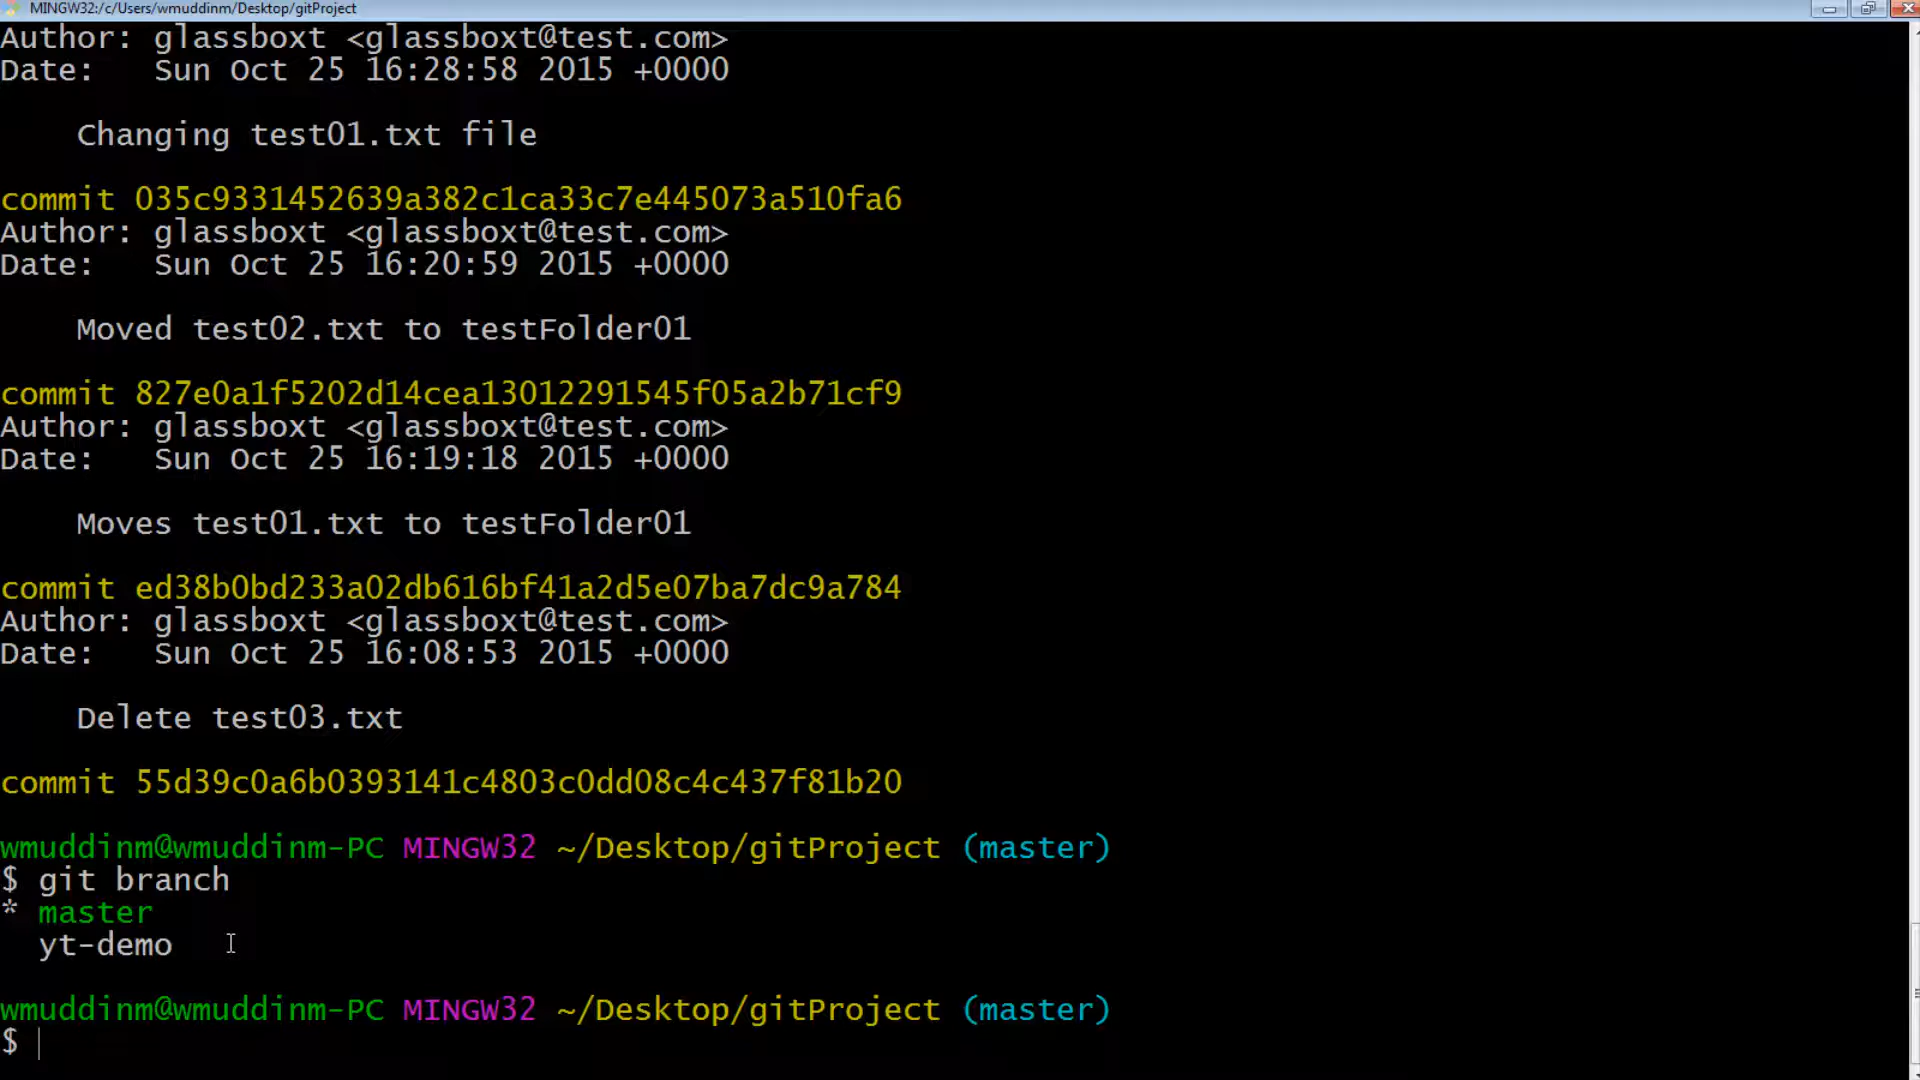 MINGW32:/c/Users/wmuddinm/Desktop/gitProject
Author: glassboxt <glassboxt@test.com>
Date:   Sun Oct 25 16:28:58 2015 +0000
    Changing test01.txt file
commit 035c9331452639a382c1ca33c7e445073a510fa6
Author: glassboxt <glassboxt@test.com>
Date:   Sun Oct 25 16:20:59 2015 +0000
    Moved test02.txt to testFolder01
commit 827e0a1f5202d14cea13012291545f05a2b71cf9
Author: glassboxt <glassboxt@test.com>
Date:   Sun Oct 25 16:19:18 2015 +0000
    Moves test01.txt to testFolder01
commit ed38b0bd233a02db616bf41a2d5e07ba7dc9a784
Author: glassboxt <glassboxt@test.com>
Date:   Sun Oct 25 16:08:53 2015 +0000
    Delete test03.txt
commit 55d39c0a6b0393141c4803c0dd08c4c437f81b20
wmuddinm@wmuddinm-PC MINGW32 ~/Desktop/gitProject (master)
$ git branch
* master
  yt-demo
wmuddinm@wmuddinm-PC MINGW32 ~/Desktop/gitProject (master)
$